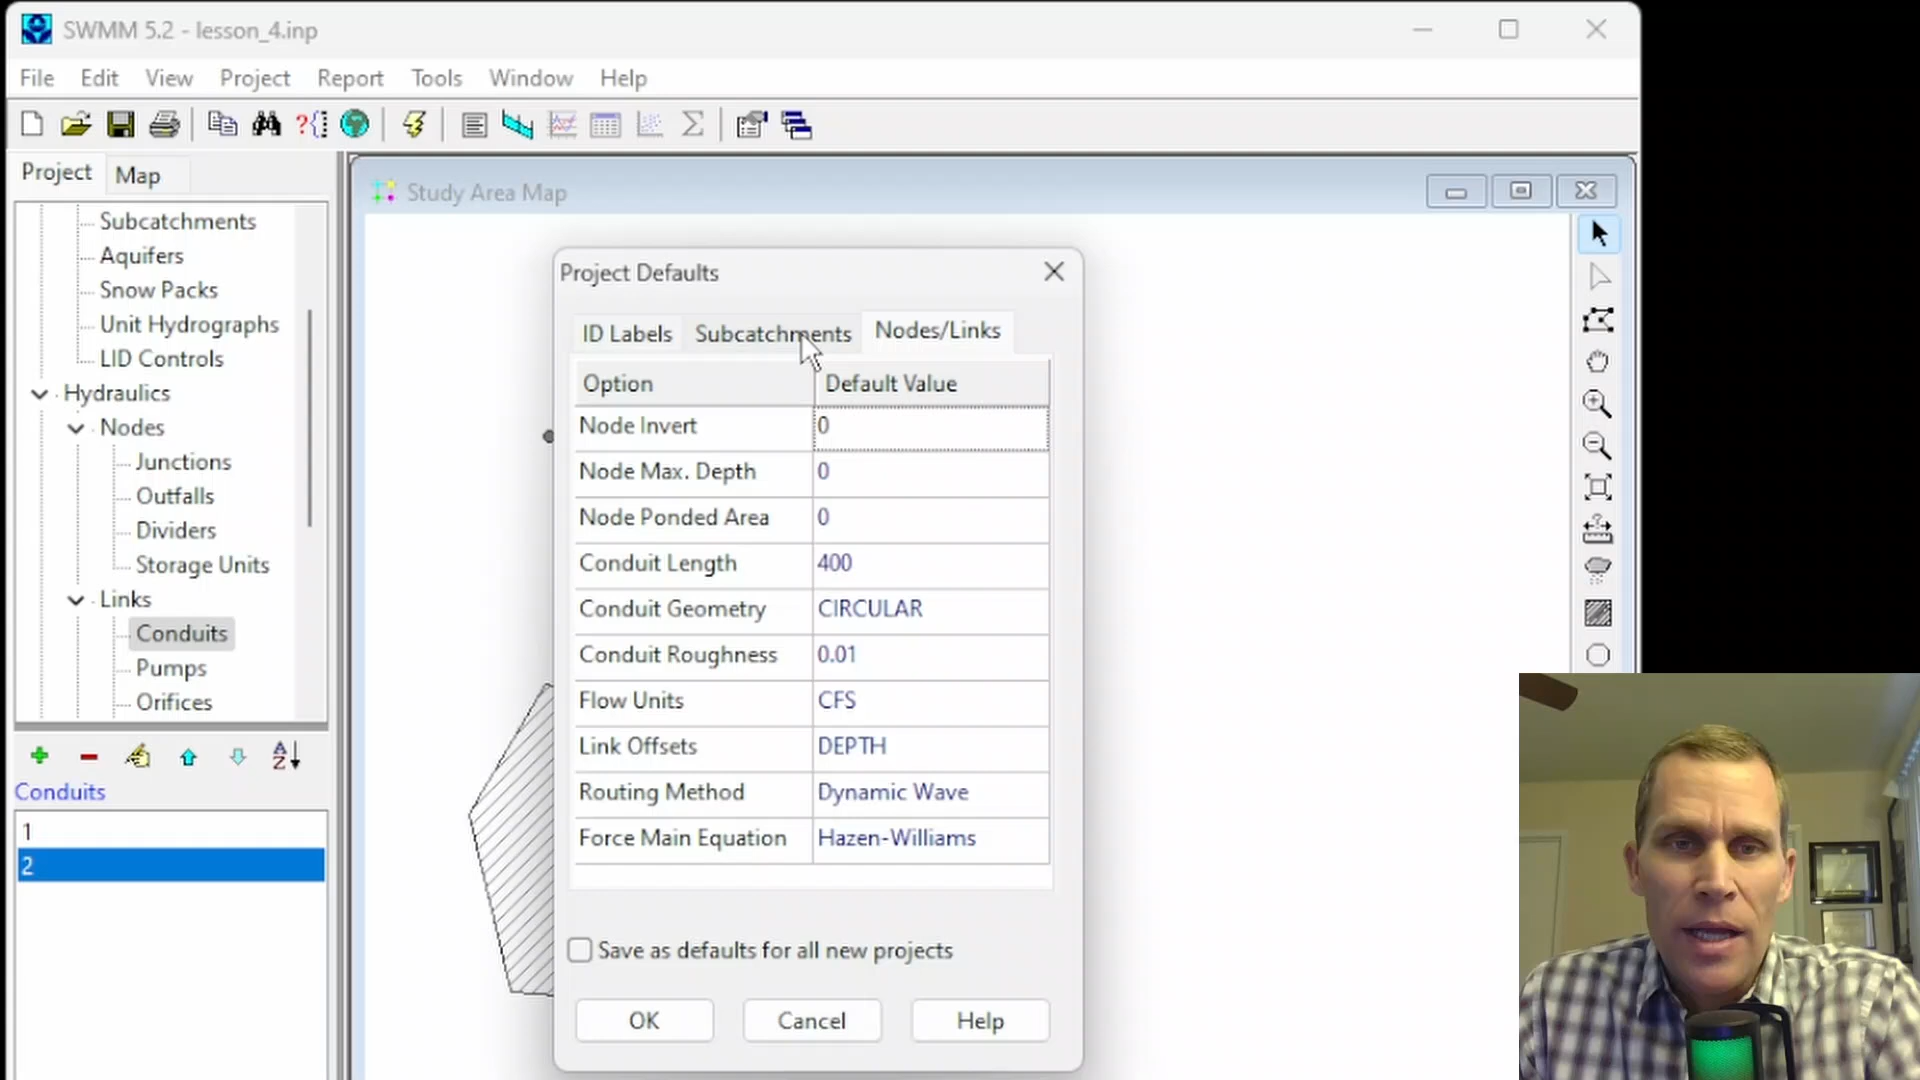 SWMM 5.2 - lesson_4.inp
File Edit View Project Report Tools Window Help
Project Map
Subcatchments
Aquifers
Snow Packs
Unit Hydrographs
LID Controls
Hydraulics
Nodes
Junctions
Outfalls
Dividers
Storage Units
Links
Conduits
Pumps
Orifices
Conduits
1
2
Study Area Map
Project Defaults
ID Labels Subcatchments Nodes/Links
Option Default Value
Node Invert 0
Node Max. Depth 0
Node Ponded Area 0
Conduit Length 400
Conduit Geometry CIRCULAR
Conduit Roughness 0.01
Flow Units CFS
Link Offsets DEPTH
Routing Method Dynamic Wave
Force Main Equation Hazen-Williams
Save as defaults for all new projects
OK Cancel Help